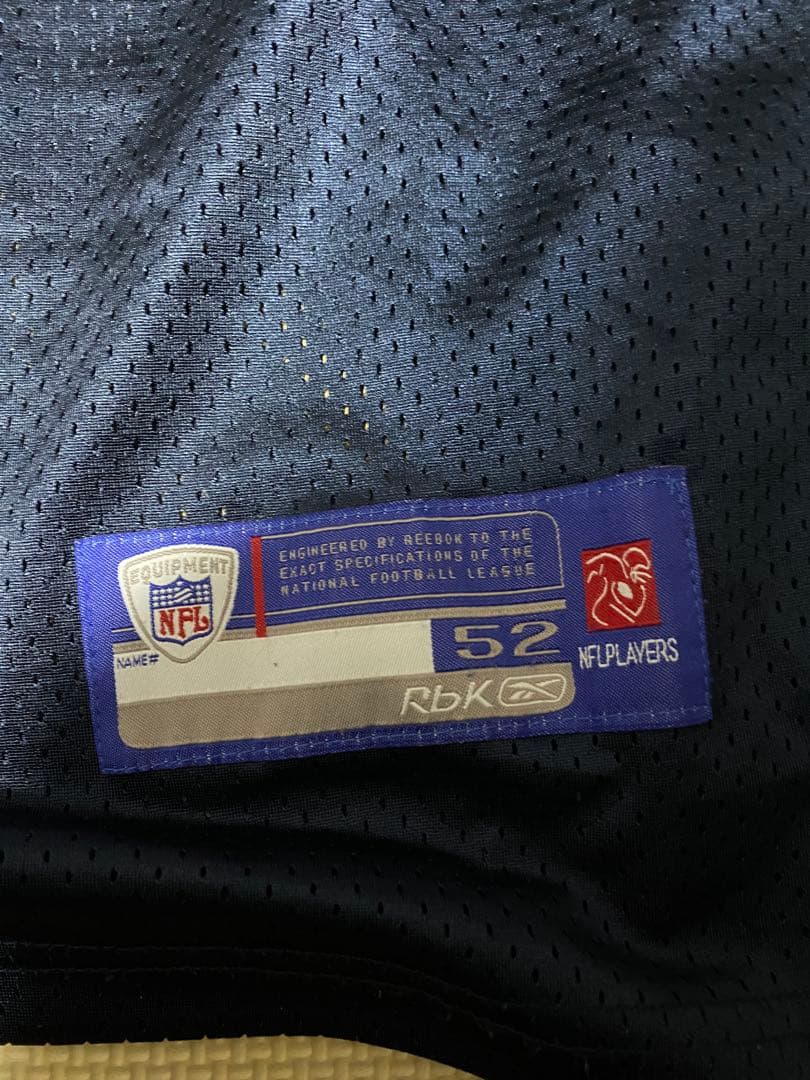 EQUIPMENT
NFL
ENGINEERED BY REEBOK TO THE
EXACT SPECIFICATIONS OF THE
NATIONAL FOOTBALL LEAGUE
NAME#
52
RbK
NFLPLAYERS